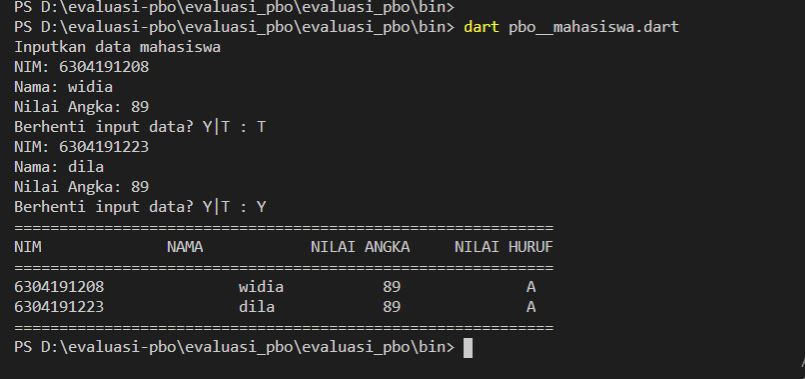 PS D:\evaluasi-pbo\evaluasi_pbo\evaluasi_pbo\bin>
PS D:\evaluasi-pbo\evaluasi_pbo\evaluasi_pbo\bin> dart pbo__mahasiswa.dart
Inputkan data mahasiswa
NIM: 6304191208
Nama: widia
Nilai Angka: 89
Berhenti input data? Y|T : T
NIM: 6304191223
Nama: dila
Nilai Angka: 89
Berhenti input data? Y|T : Y
============================================================
NIM              NAMA            NILAI ANGKA     NILAI HURUF
============================================================
6304191208               widia           89              A
6304191223               dila            89              A
============================================================
PS D:\evaluasi-pbo\evaluasi_pbo\evaluasi_pbo\bin>